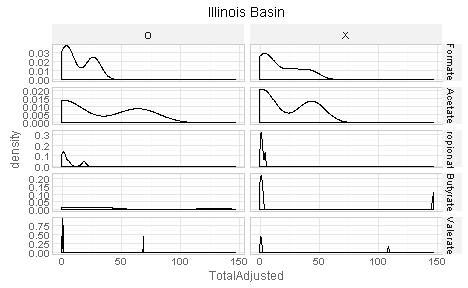 Illinois Basin
O X
0.03
0.02
0.01
0.00
Formate
0.020
0.015
0.010
0.005
0.000
Acetate
0.3
0.2
0.1
0.0
ropional
0.20
0.15
0.10
0.05
0.00
Butyrate
0.75
0.50
0.25
0.00
Valerate
density
0 50 100 150 0 50 100 150
TotalAdjusted